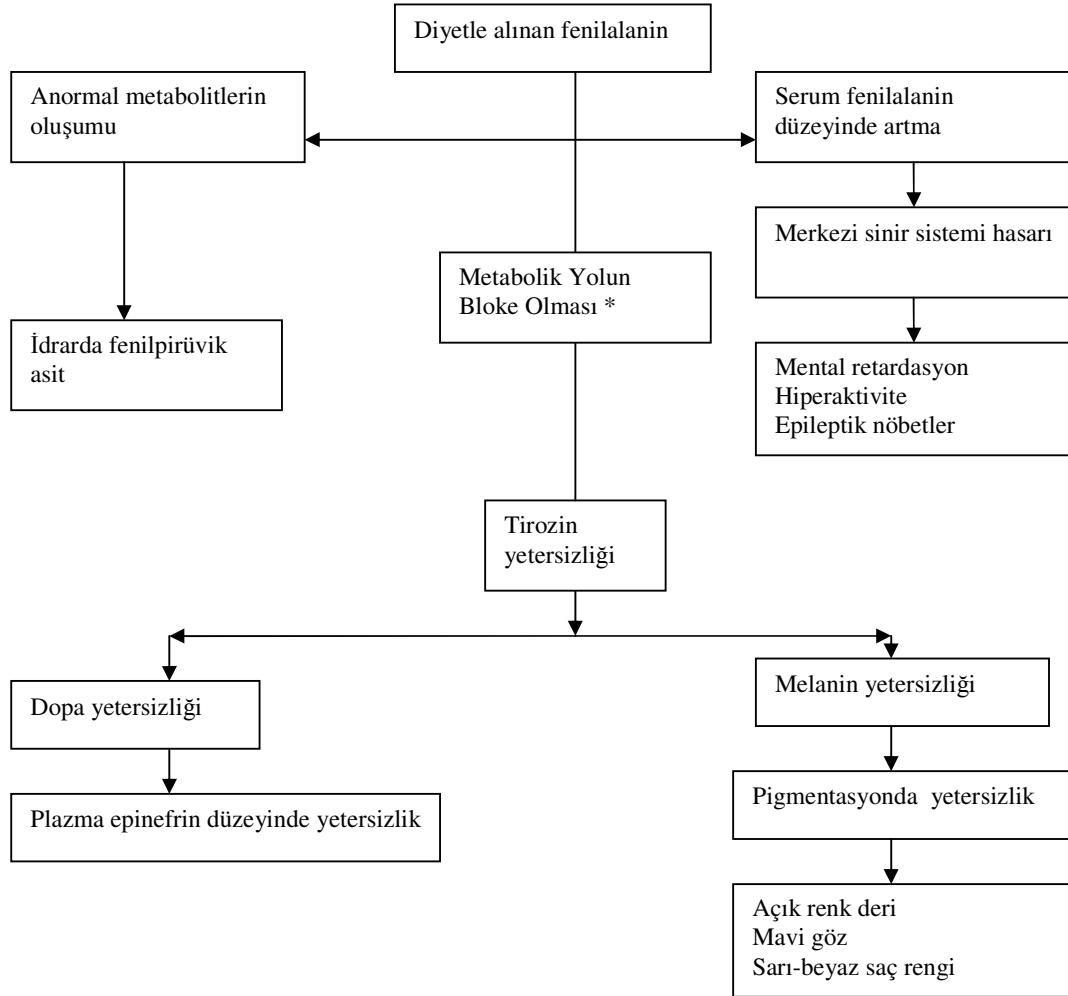 Diyetle alınan fenilalanin
Anormal metabolitlerin
oluşumu
Serum fenilalanin
düzeyinde artma
Merkezi sinir sistemi hasarı
Metabolik Yolun
Bloke Olması *
İdrarda fenilpirüvik
asit
Mental retardasyon
Hiperaktivite
Epileptik nöbetler
Tirozin
yetersizliği
Dopa yetersizliği
Melanin yetersizliği
Plazma epinefrin düzeyinde yetersizlik
Pigmentasyonda yetersizlik
Açık renk deri
Mavi göz
Sarı-beyaz saç rengi